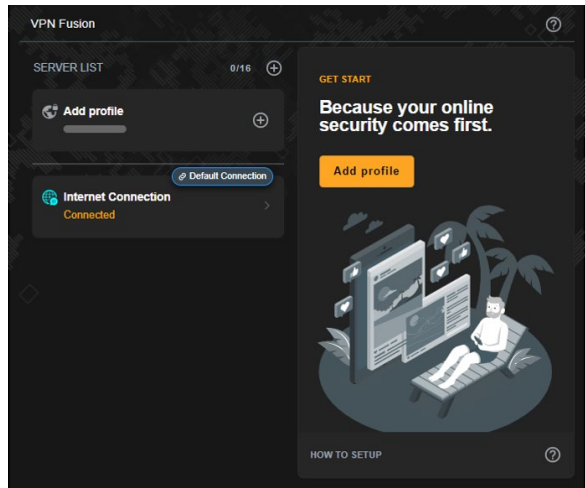 VPN Fusion
SERVER LIST
0/16
Add profile
Default Connection
Internet Connection
Connected
GET START
Because your online
security comes first.
Add profile
HOW TO SETUP